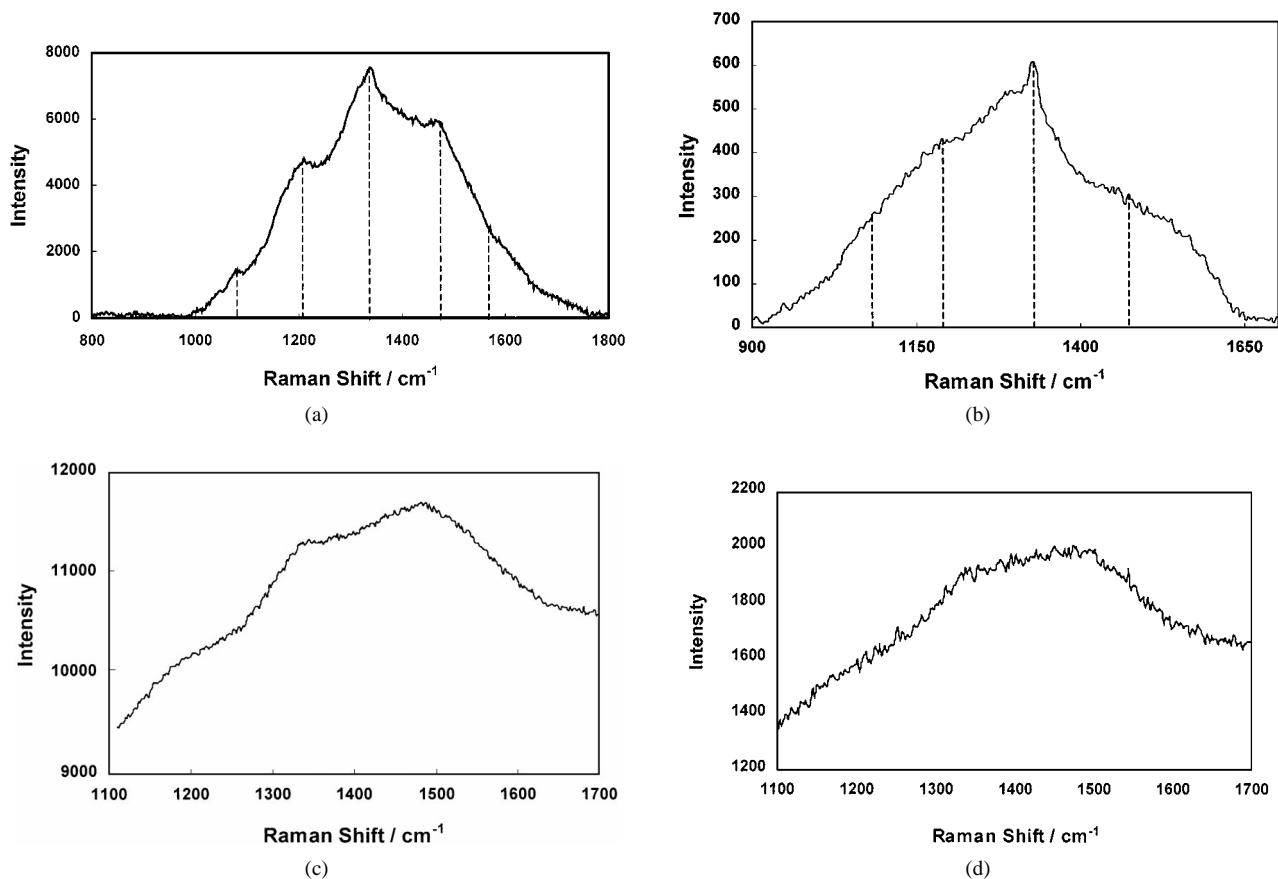 8000
6000
4000
2000
0
Intensity
800 1000 1200 1400 1600 1800
Raman Shift / cm⁻¹
(a)
700
600
500
400
300
200
100
0
Intensity
900 1150 1400 1650
Raman Shift / cm⁻¹
(b)
12000
11000
10000
9000
Intensity
1100 1200 1300 1400 1500 1600 1700
Raman Shift / cm⁻¹
(c)
2200
2000
1800
1600
1400
1200
Intensity
1100 1200 1300 1400 1500 1600 1700
Raman Shift / cm⁻¹
(d)